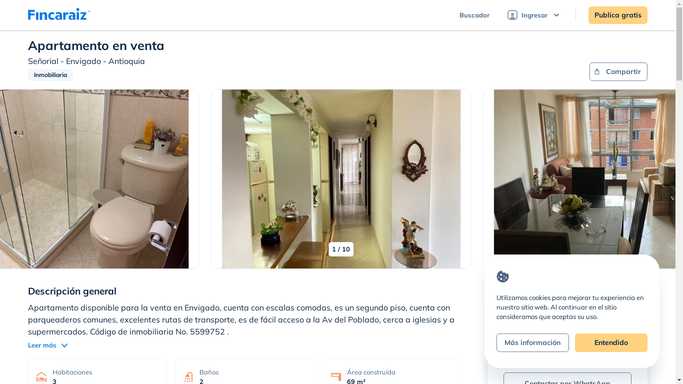 Fincaraiz
Buscador
Ingresar
Publica gratis
Apartamento en venta
Señorial - Envigado - Antioquia
Inmobiliaria
Compartir
1 / 10
Descripción general
Apartamento disponible para la venta en Envigado, cuenta con escalas comodas, es un segundo piso, cuenta con
parqueaderos comunes, excelentes rutas de transporte, es de fácil acceso a la Av del Poblado, cerca a iglesias y a
supermercados. Código de inmobiliaria No. 5599752 .
Leer más
Habitaciones
3
Baños
2
Área construida
69 m²
Utilizamos cookies para mejorar tu experiencia en
nuestro sitio web. Al continuar en el sitio
consideramos que aceptas su uso.
Más información
Entendido
Contactar por WhatsApp